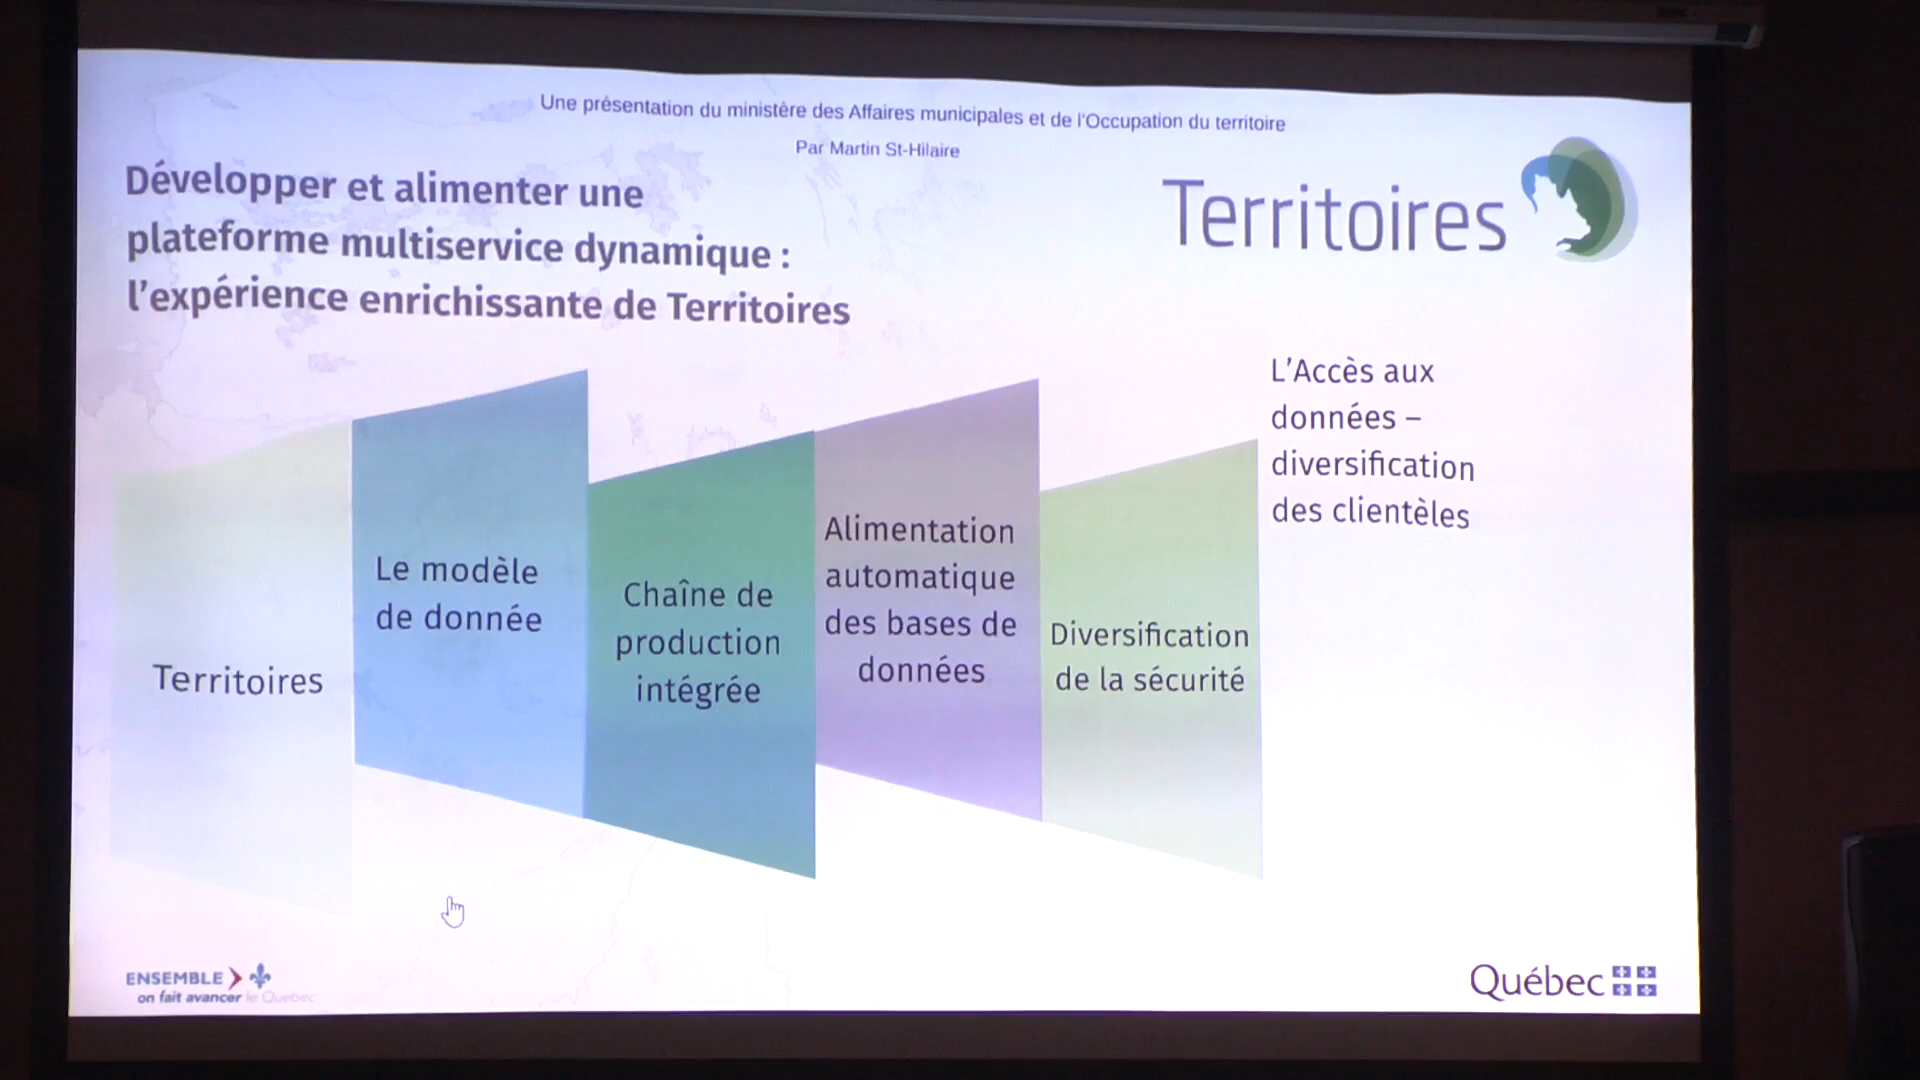 Une présentation du ministère des Affaires municipales et de l'Occupation du territoire
Par Martin St-Hilaire
Développer et alimenter une
plateforme multiservice dynamique :
l'expérience enrichissante de Territoires
Territoires
Territoires
Le modèle
de donnée
Chaîne de
production
intégrée
Alimentation
automatique
des bases de
données
Diversification
de la sécurité
L'Accès aux
données –
diversification
des clientèles
ENSEMBLE
on fait avancer le Québec
Québec